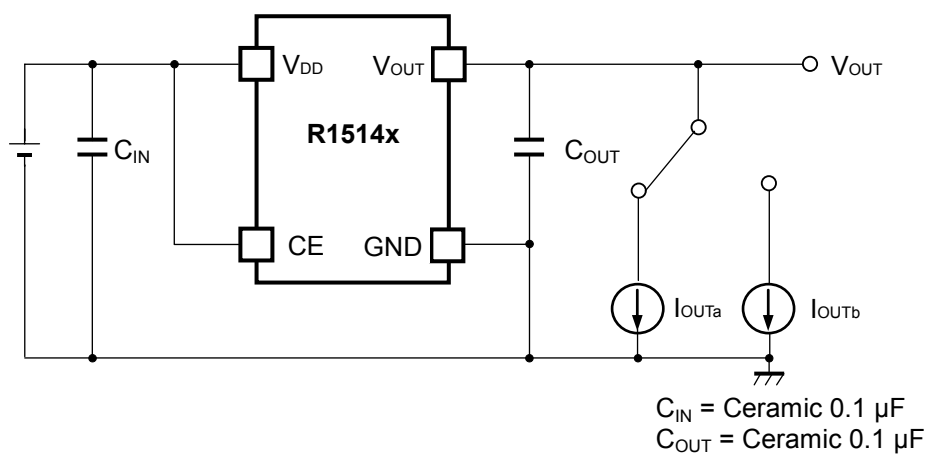 VDD
VOUT
VOUT
R1514x
CIN
COUT
CE
GND
IOUTa
IOUTb
CIN = Ceramic 0.1 µF
COUT = Ceramic 0.1 µF